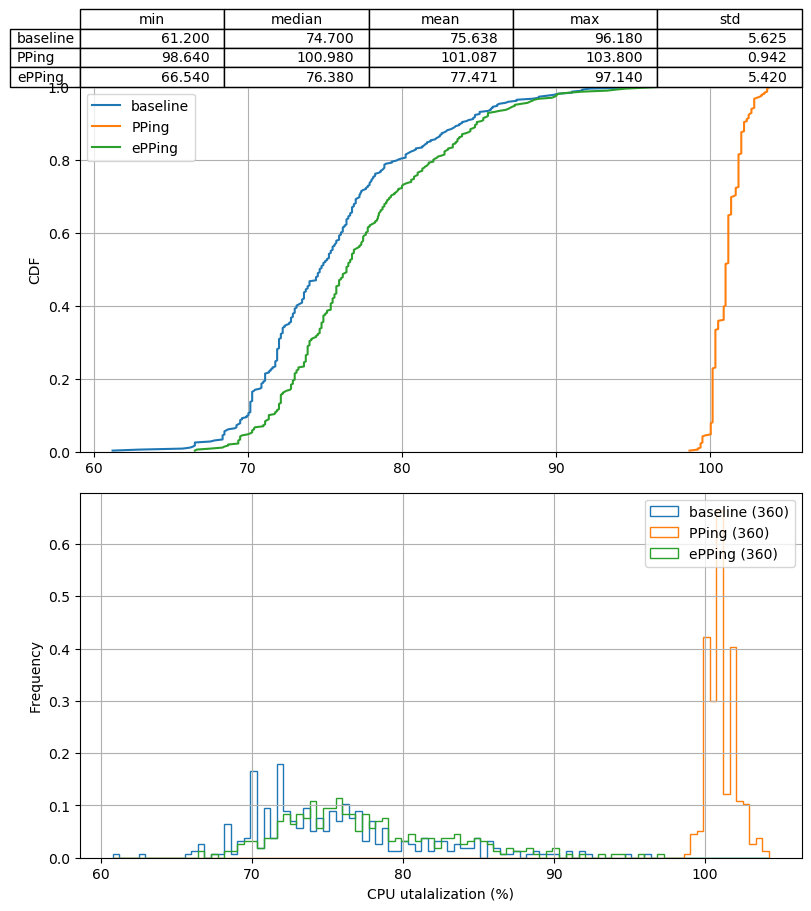 min median mean max std
baseline 61.200 74.700 75.638 96.180 5.625
PPing 98.640 100.980 101.087 103.800 0.942
ePPing 66.540 76.380 77.471 97.140 5.420
1.0
baseline
PPing
ePPing
0.8
0.6
CDF
0.4
0.2
0.0
60 70 80 90 100
baseline (360)
PPing (360)
ePPing (360)
0.6
0.5
0.4
Frequency
0.3
0.2
0.1
0.0
60 70 80 90 100
CPU utalalization (%)